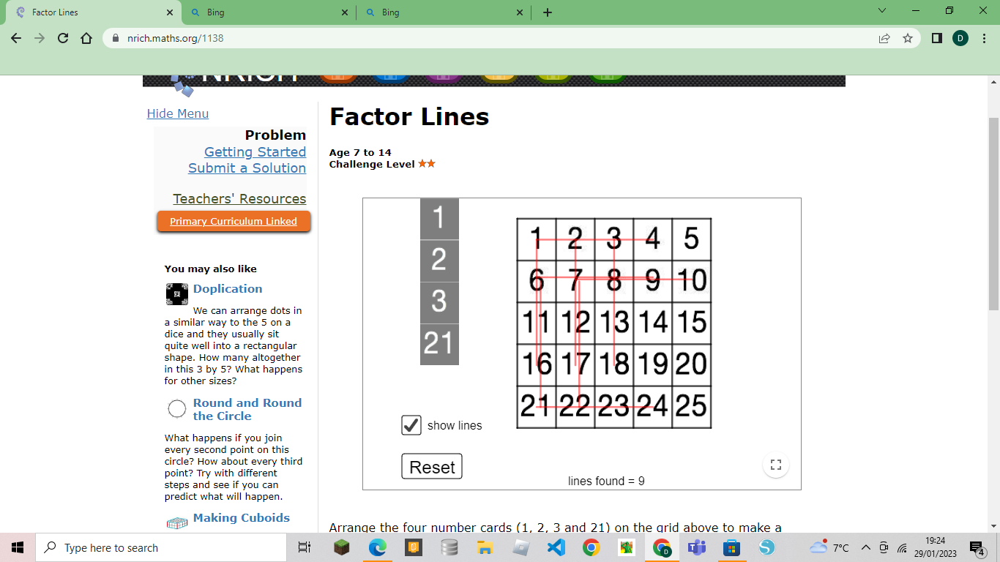 Factor Lines
Bing
Bing
nrich.maths.org/1138
D
NRICH
Hide Menu
Problem
Getting Started
Submit a Solution
Teachers' Resources
Primary Curriculum Linked
You may also like
Doplication
We can arrange dots in
a similar way to the 5 on a
dice and they usually sit
quite well into a rectangular
shape. How many altogether
in this 3 by 5? What happens
for other sizes?
Round and Round
the Circle
What happens if you join
every second point on this
circle? How about every third
point? Try with different
steps and see if you can
predict what will happen.
Making Cuboids
Factor Lines
Age 7 to 14
Challenge Level
1
2
3
21
1 2 3 4 5
6 7 8 9 10
11 12 13 14 15
16 17 18 19 20
21 22 23 24 25
show lines
Reset
lines found = 9
Arrange the four number cards (1, 2, 3 and 21) on the grid above to make a
Type here to search
D
7°C
19:24
29/01/2023
4